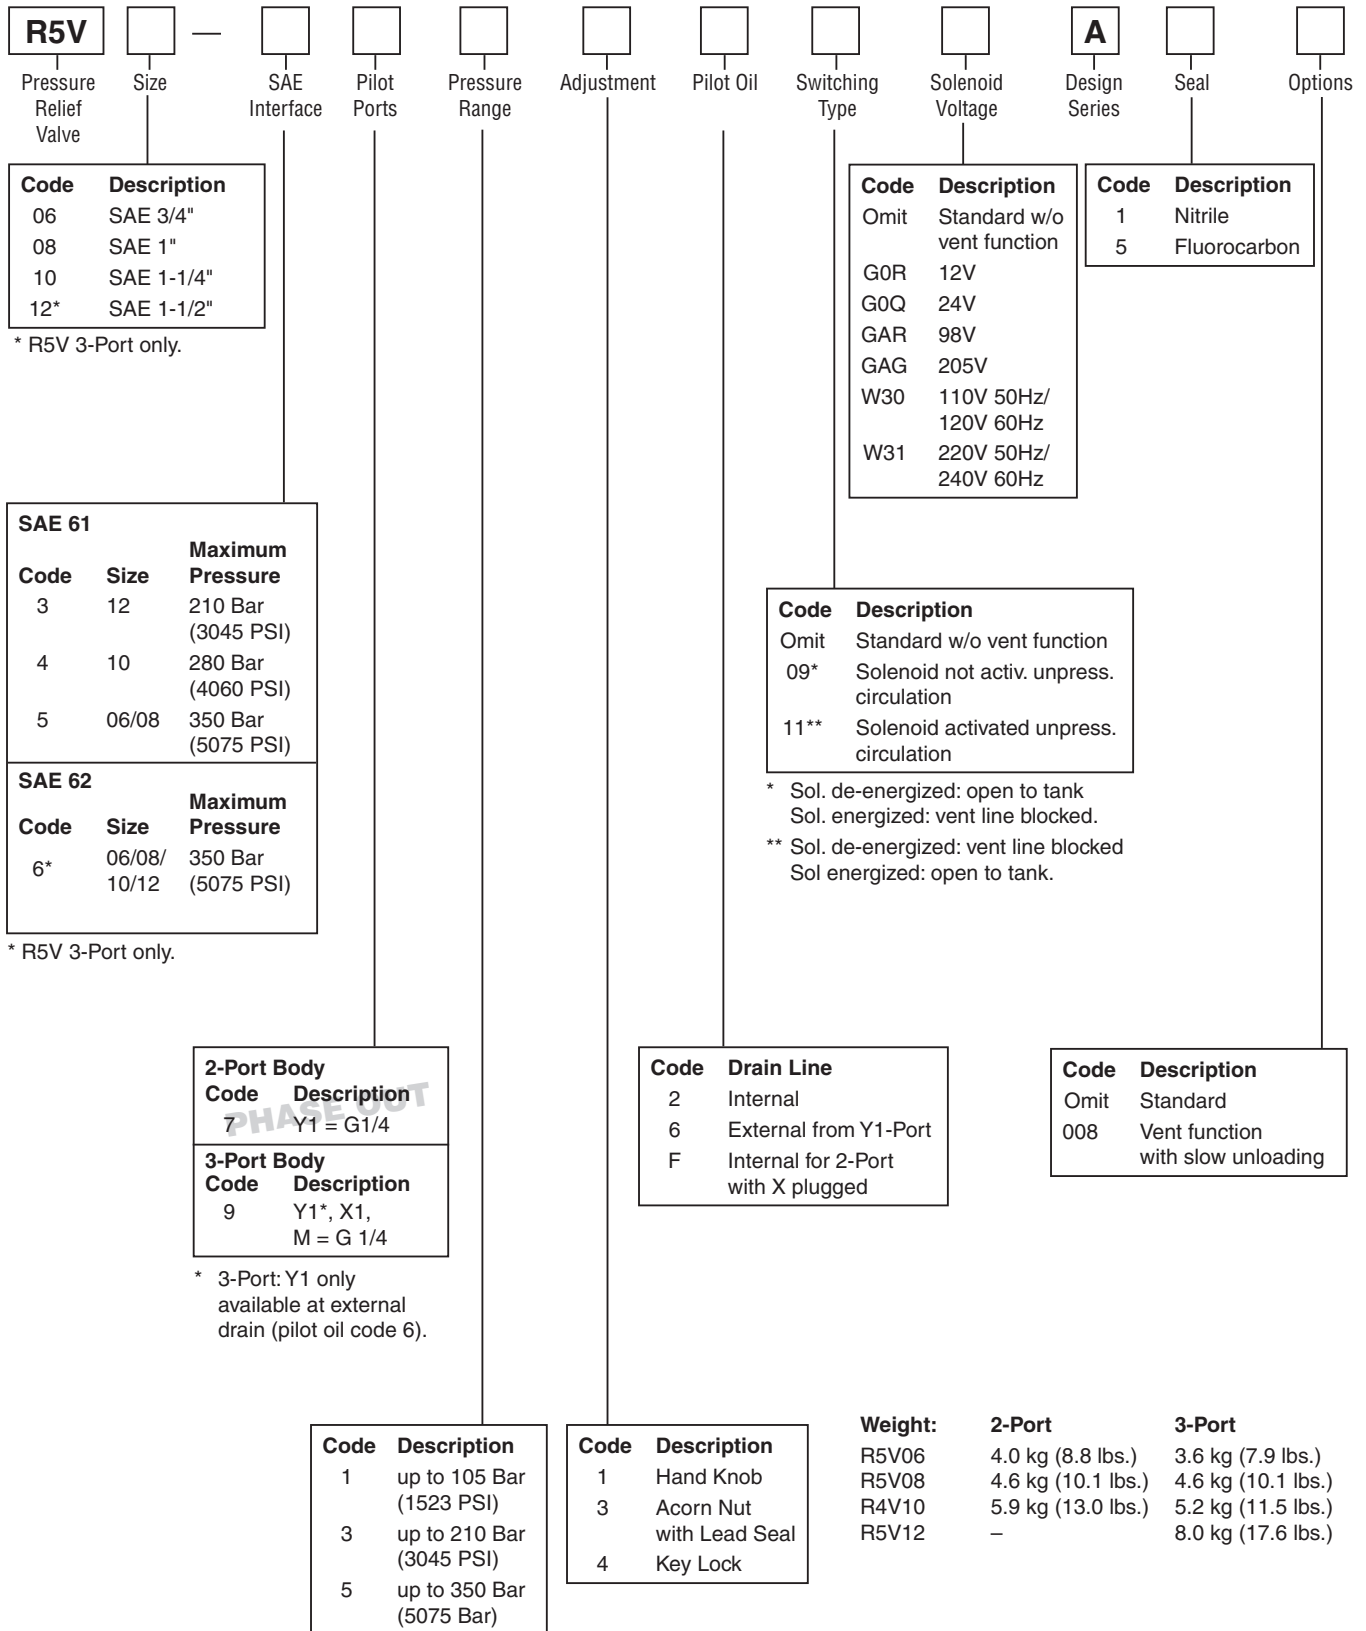 R5V — A
Pressure Relief Valve
Size
SAE Interface
Pilot Ports
Pressure Range
Adjustment
Pilot Oil
Switching Type
Solenoid Voltage
Design Series
Seal
Options
Code Description
06 SAE 3/4"
08 SAE 1"
10 SAE 1-1/4"
12* SAE 1-1/2"
* R5V 3-Port only.
Code Description
Omit Standard w/o
vent function
G0R 12V
G0Q 24V
GAR 98V
GAG 205V
W30 110V 50Hz/
120V 60Hz
W31 220V 50Hz/
240V 60Hz
Code Description
1 Nitrile
5 Fluorocarbon
SAE 61
Maximum
Code Size Pressure
3 12 210 Bar
(3045 PSI)
4 10 280 Bar
(4060 PSI)
5 06/08 350 Bar
(5075 PSI)
SAE 62
Maximum
Code Size Pressure
6* 06/08/ 350 Bar
10/12 (5075 PSI)
* R5V 3-Port only.
Code Description
Omit Standard w/o vent function
09* Solenoid not activ. unpress.
circulation
11** Solenoid activated unpress.
circulation
* Sol. de-energized: open to tank
Sol. energized: vent line blocked.
** Sol. de-energized: vent line blocked
Sol energized: open to tank.
2-Port Body
Code Description
7 Y1 = G1/4
PHASE OUT
3-Port Body
Code Description
9 Y1*, X1,
M = G 1/4
* 3-Port: Y1 only
available at external
drain (pilot oil code 6).
Code Drain Line
2 Internal
6 External from Y1-Port
F Internal for 2-Port
with X plugged
Code Description
Omit Standard
008 Vent function
with slow unloading
Code Description
1 up to 105 Bar
(1523 PSI)
3 up to 210 Bar
(3045 PSI)
5 up to 350 Bar
(5075 Bar)
Code Description
1 Hand Knob
3 Acorn Nut
with Lead Seal
4 Key Lock
Weight: 2-Port 3-Port
R5V06 4.0 kg (8.8 lbs.) 3.6 kg (7.9 lbs.)
R5V08 4.6 kg (10.1 lbs.) 4.6 kg (10.1 lbs.)
R4V10 5.9 kg (13.0 lbs.) 5.2 kg (11.5 lbs.)
R5V12 – 8.0 kg (17.6 lbs.)